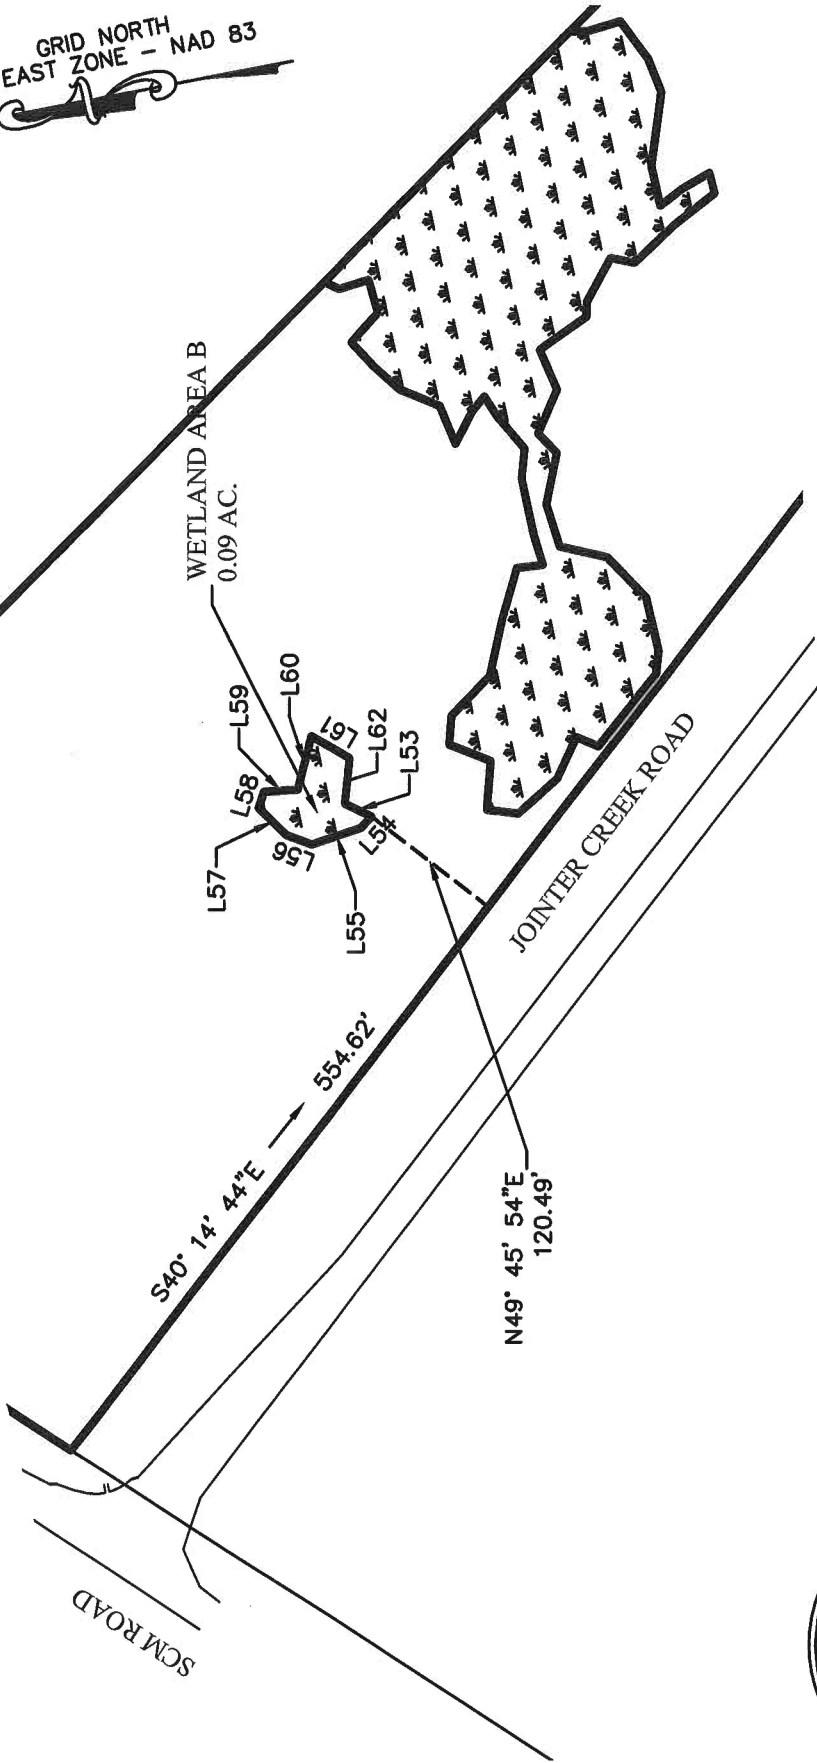 GRID NORTH
EAST ZONE - NAD 83
WETLAND AREA B
0.09 AC.
L57
L58
L59
L60
L61
L62
L53
L54
L55
L56
S40° 14' 44"E
554.62'
N49° 45' 54"E
120.49'
JOINTER CREEK ROAD
SCM ROAD